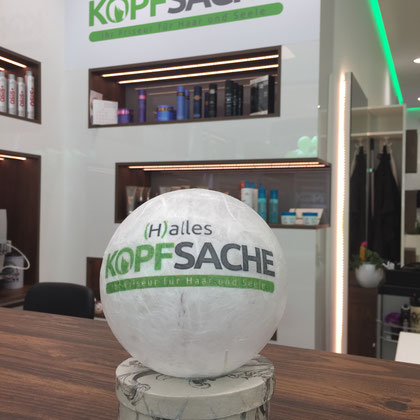 KOPFSACHE
Ihr Friseur für Haar und Seele
(H)alles
KOPFSACHE
Ihr Friseur für Haar und Seele